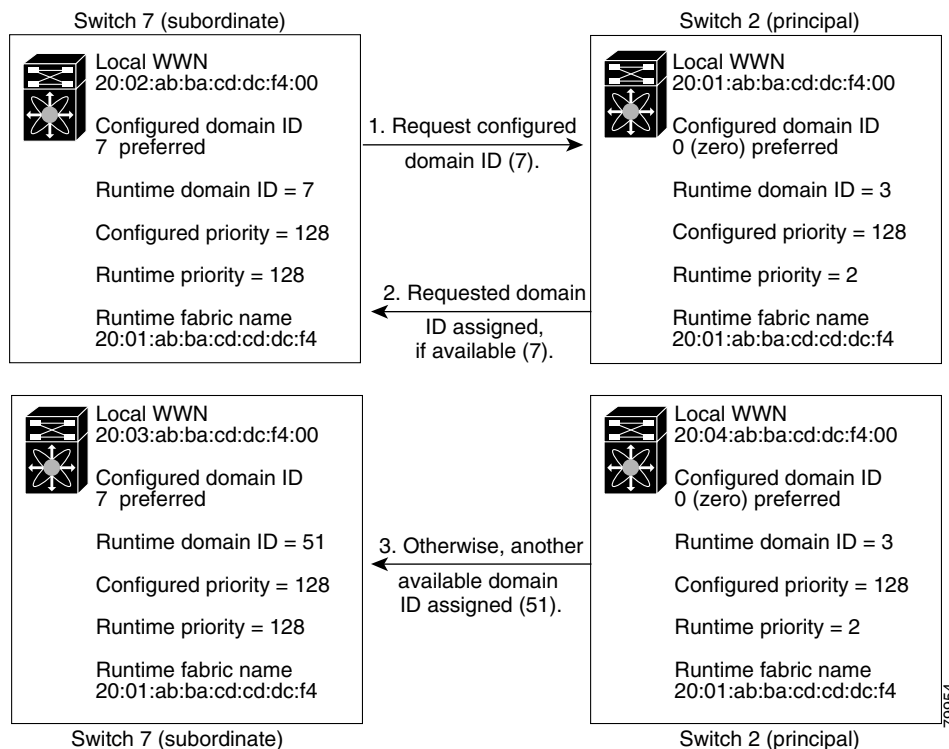 Switch 7 (subordinate)
Local WWN
20:02:ab:ba:cd:dc:f4:00
Configured domain ID
7 preferred
Runtime domain ID = 7
Configured priority = 128
Runtime priority = 128
Runtime fabric name
20:01:ab:ba:cd:cd:dc:f4
1. Request configured
domain ID (7).
2. Requested domain
ID assigned,
if available (7).
Switch 2 (principal)
Local WWN
20:01:ab:ba:cd:dc:f4:00
Configured domain ID
0 (zero) preferred
Runtime domain ID = 3
Configured priority = 128
Runtime priority = 2
Runtime fabric name
20:01:ab:ba:cd:cd:dc:f4
Local WWN
20:03:ab:ba:cd:dc:f4:00
Configured domain ID
7 preferred
Runtime domain ID = 51
Configured priority = 128
Runtime priority = 128
Runtime fabric name
20:01:ab:ba:cd:cd:dc:f4
Switch 7 (subordinate)
3. Otherwise, another
available domain
ID assigned (51).
Local WWN
20:04:ab:ba:cd:dc:f4:00
Configured domain ID
0 (zero) preferred
Runtime domain ID = 3
Configured priority = 128
Runtime priority = 2
Runtime fabric name
20:01:ab:ba:cd:cd:dc:f4
Switch 2 (principal)
79954